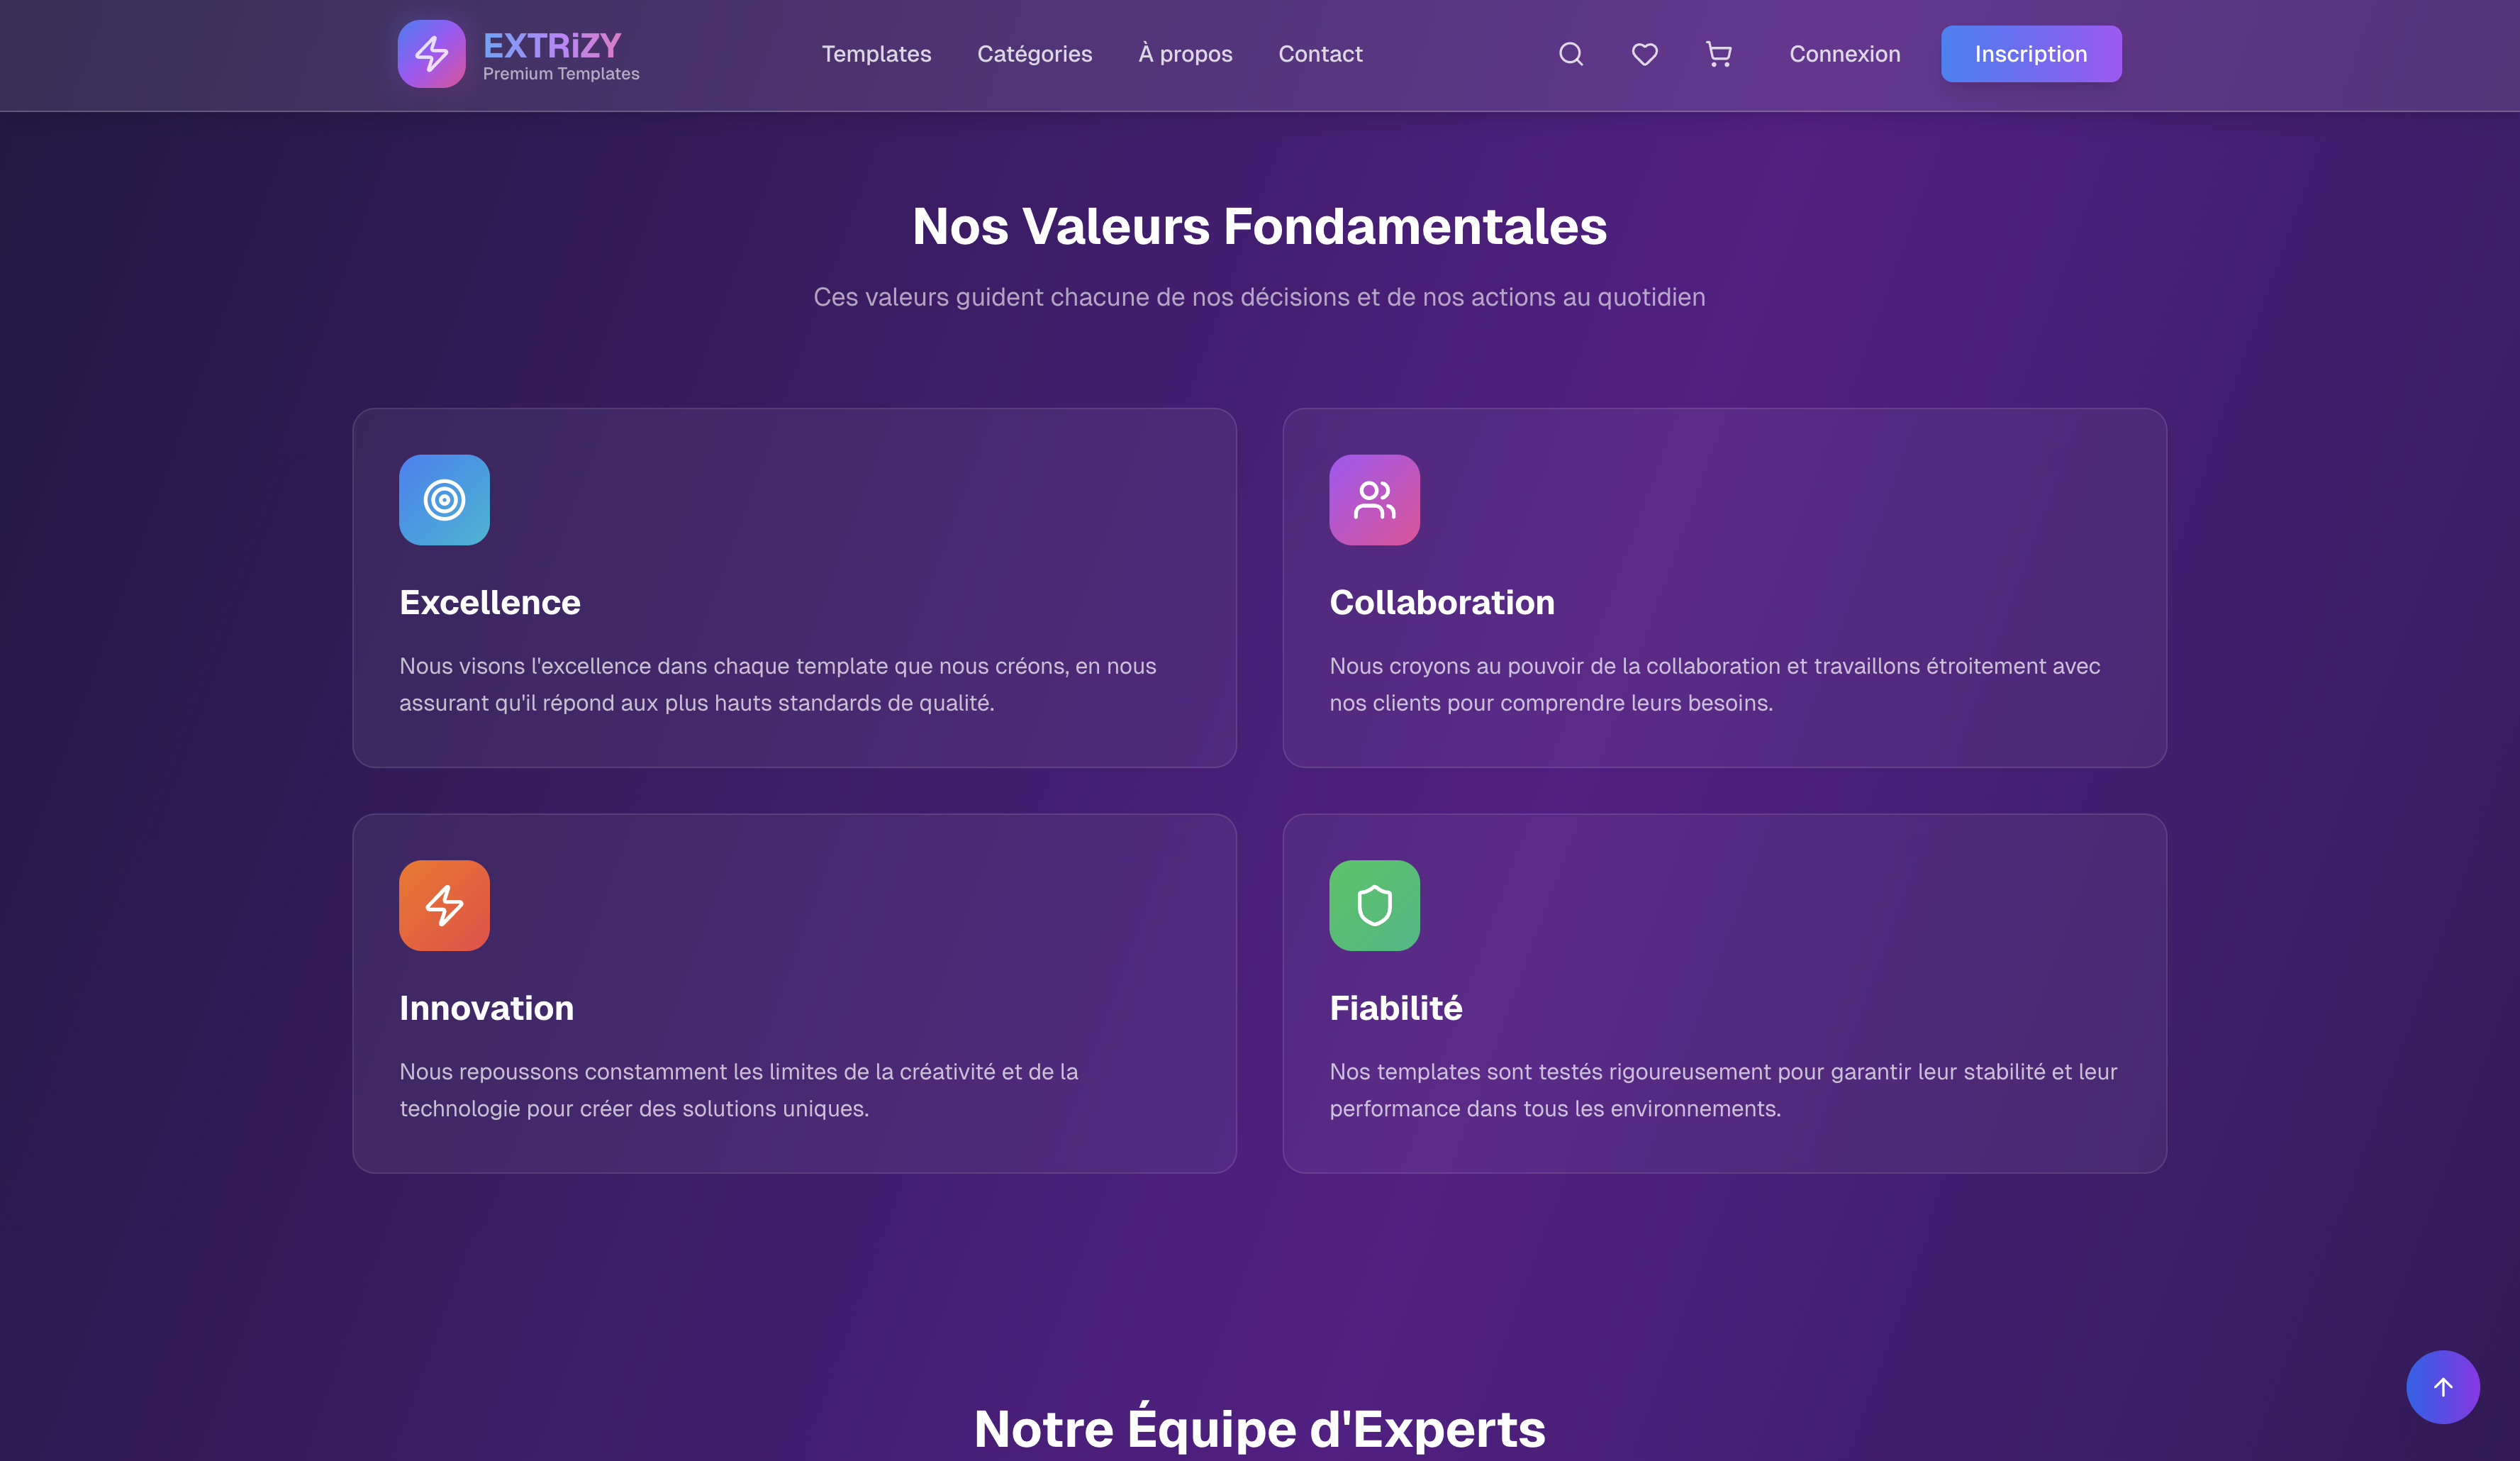 EXTRiZY
Premium Templates
Templates
Catégories
À propos
Contact
Connexion
Inscription
Nos Valeurs Fondamentales
Ces valeurs guident chacune de nos décisions et de nos actions au quotidien
Excellence
Nous visons l'excellence dans chaque template que nous créons, en nous
assurant qu'il répond aux plus hauts standards de qualité.
Collaboration
Nous croyons au pouvoir de la collaboration et travaillons étroitement avec
nos clients pour comprendre leurs besoins.
Innovation
Nous repoussons constamment les limites de la créativité et de la
technologie pour créer des solutions uniques.
Fiabilité
Nos templates sont testés rigoureusement pour garantir leur stabilité et leur
performance dans tous les environnements.
Notre Équipe d'Experts